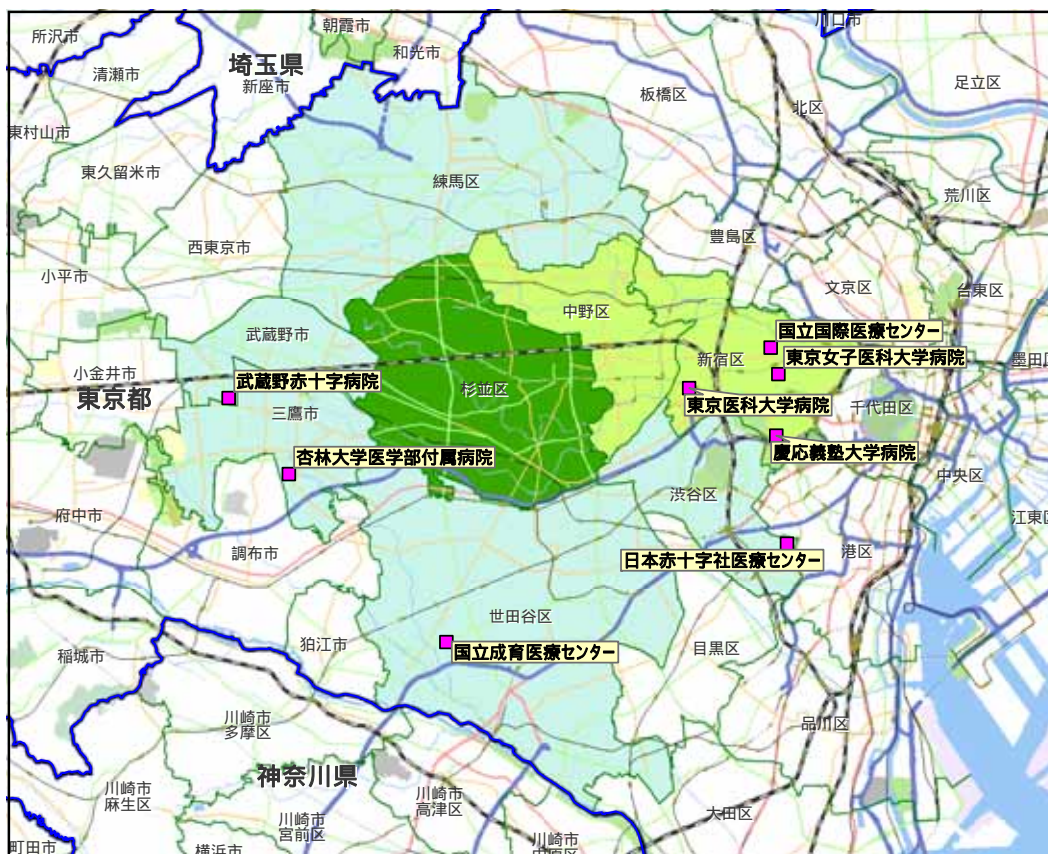 朝霞市
川口市
所沢市
和光市
埼玉県
清瀬市
新座市
足立区
板橋区
北区
東村山市
東久留米市
練馬区
荒川区
豊島区
西東京市
小平市
文京区
台東区
中野区
国立国際医療センター
武蔵野市
新宿区
東京女子医科大学病院
墨田区
小金井市
武蔵野赤十字病院
杉並区
東京都
東京医科大学病院
千代田区
三鷹市
慶応義塾大学病院
杏林大学医学部付属病院
中央区
渋谷区
府中市
江東区
調布市
港区
日本赤十字社医療センター
世田谷区
狛江市
目黒区
国立成育医療センター
稲城市
川崎市
多摩区
品川区
神奈川県
川崎市
麻生区
川崎市
高津区
大田区
川崎市
宮前区
川崎市
町田市
横浜市